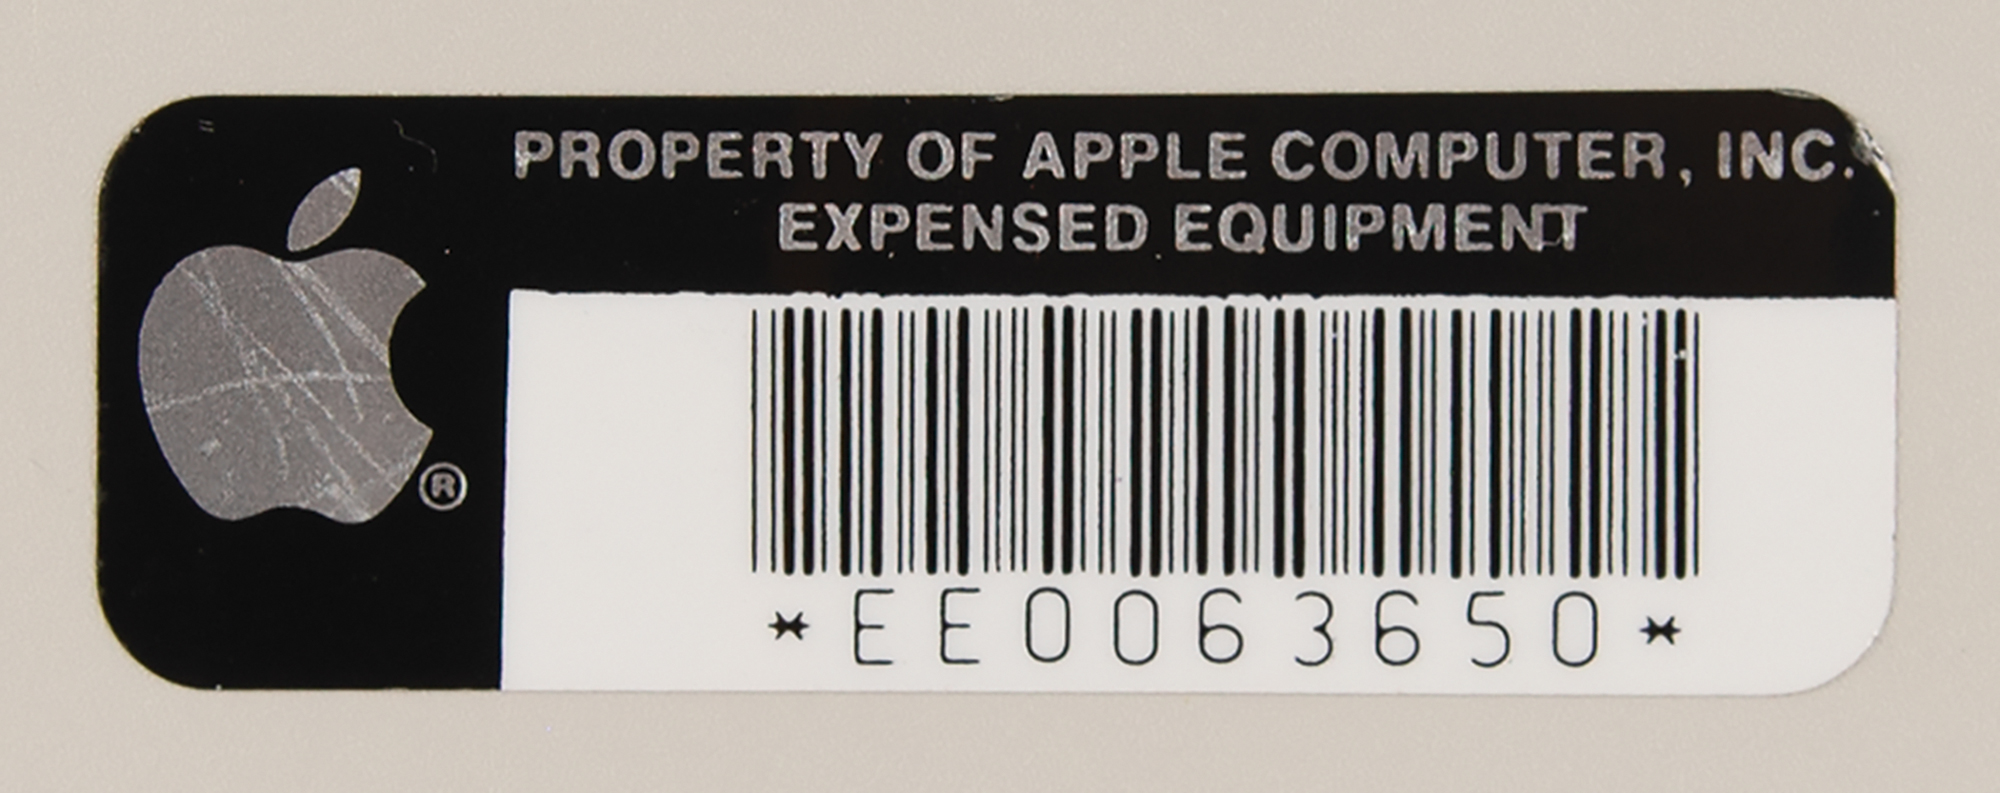 PROPERTY OF APPLE COMPUTER, INC.
EXPENSED EQUIPMENT
®
*EE0063650*